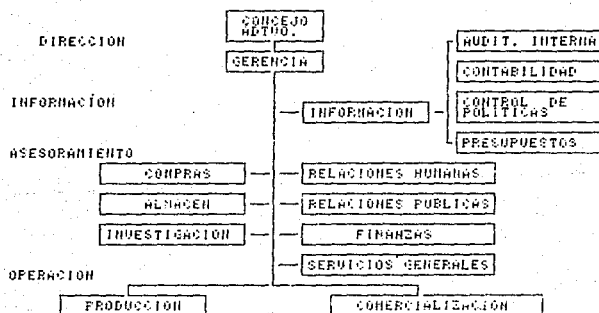 CONCEJO
ADTVO.
DIRECCION
AUDIT. INTERNA
GERENCIA
CONTABILIDAD
INFORMACÍON
INFORMACION
CONTROL DE
POLITICAS
PRESUPUESTOS
ASESORAMIENTO
COMPRAS
RELACIONES HUMANAS
ALMACEN
RELACIONES PUBLICAS
INVESTIGACION
FINANZAS
SERVICIOS GENERALES
OPERACION
PRODUCCION
COMERCIALIZACION